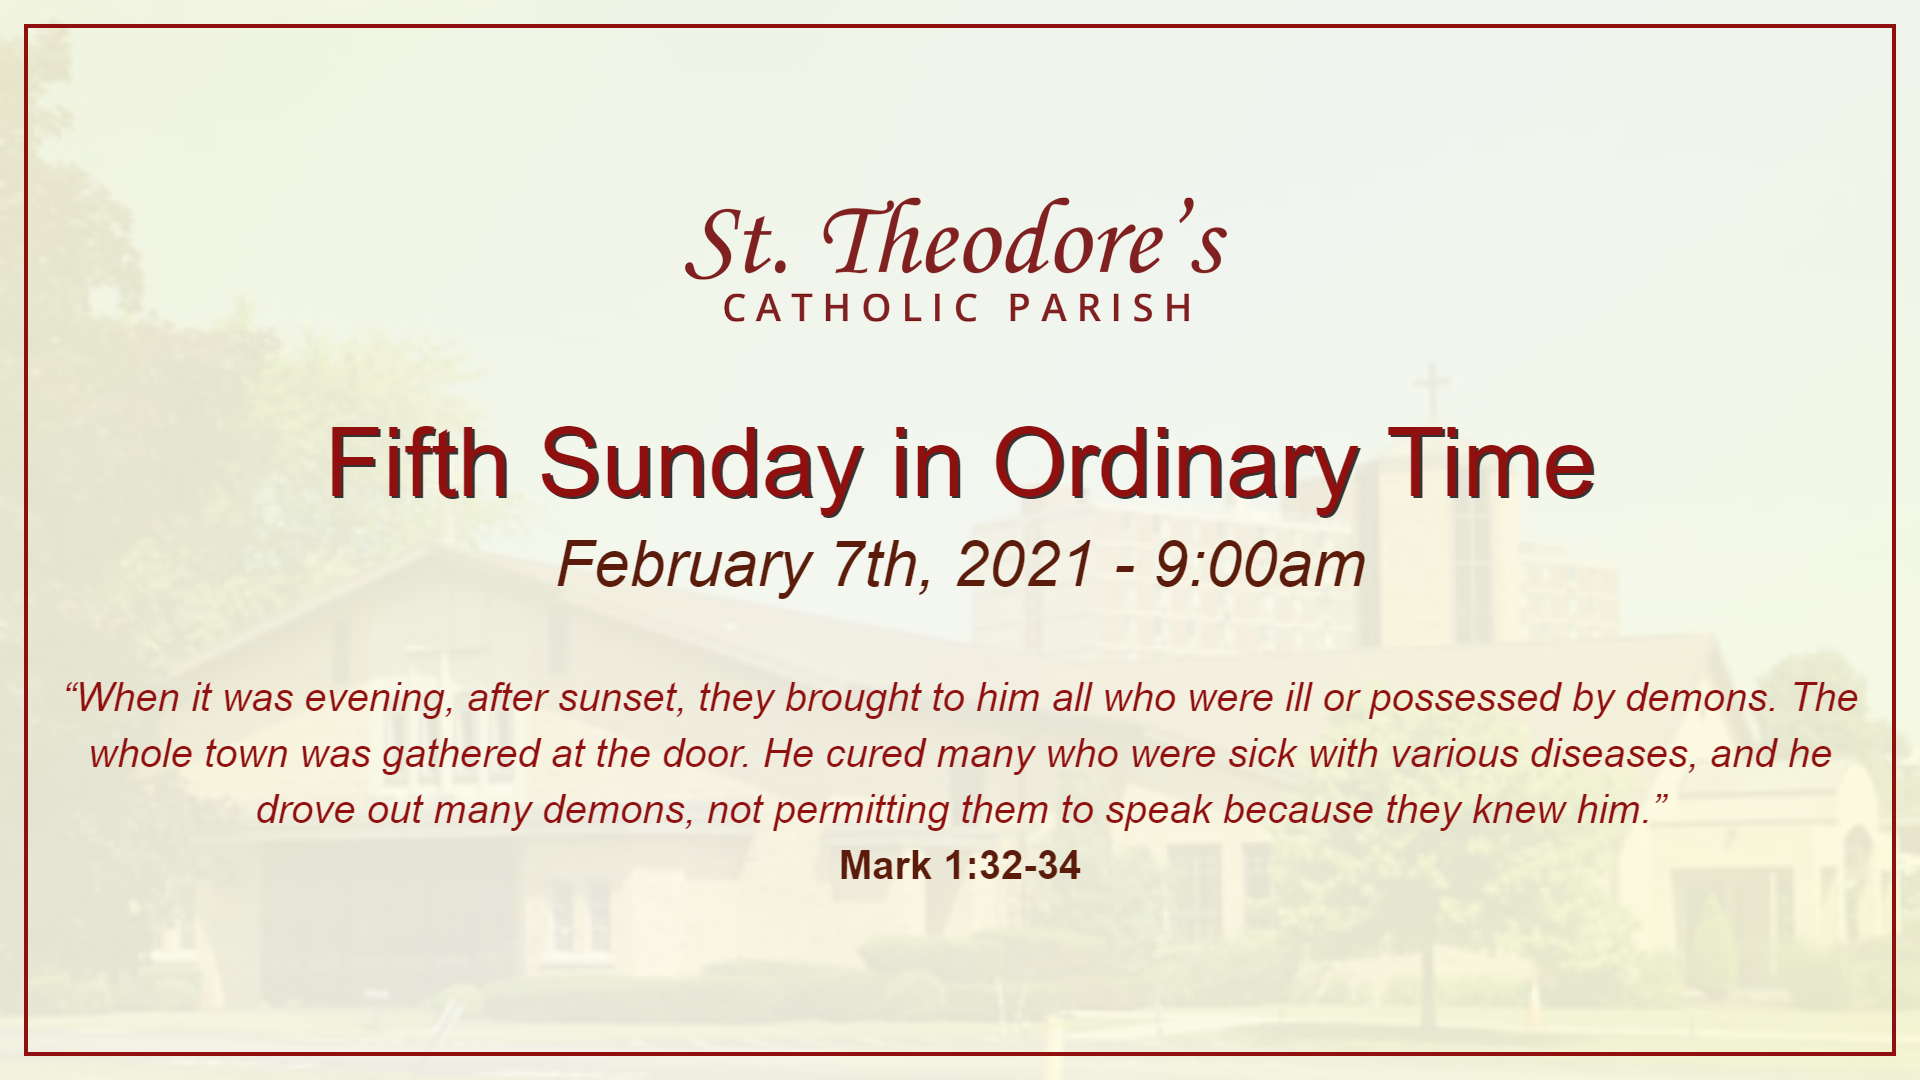 St. Theodore’s
CATHOLIC PARISH
Fifth Sunday in Ordinary Time
February 7th, 2021 - 9:00am
“When it was evening, after sunset, they brought to him all who were ill or possessed by demons. The
whole town was gathered at the door. He cured many who were sick with various diseases, and he
drove out many demons, not permitting them to speak because they knew him.”
Mark 1:32-34